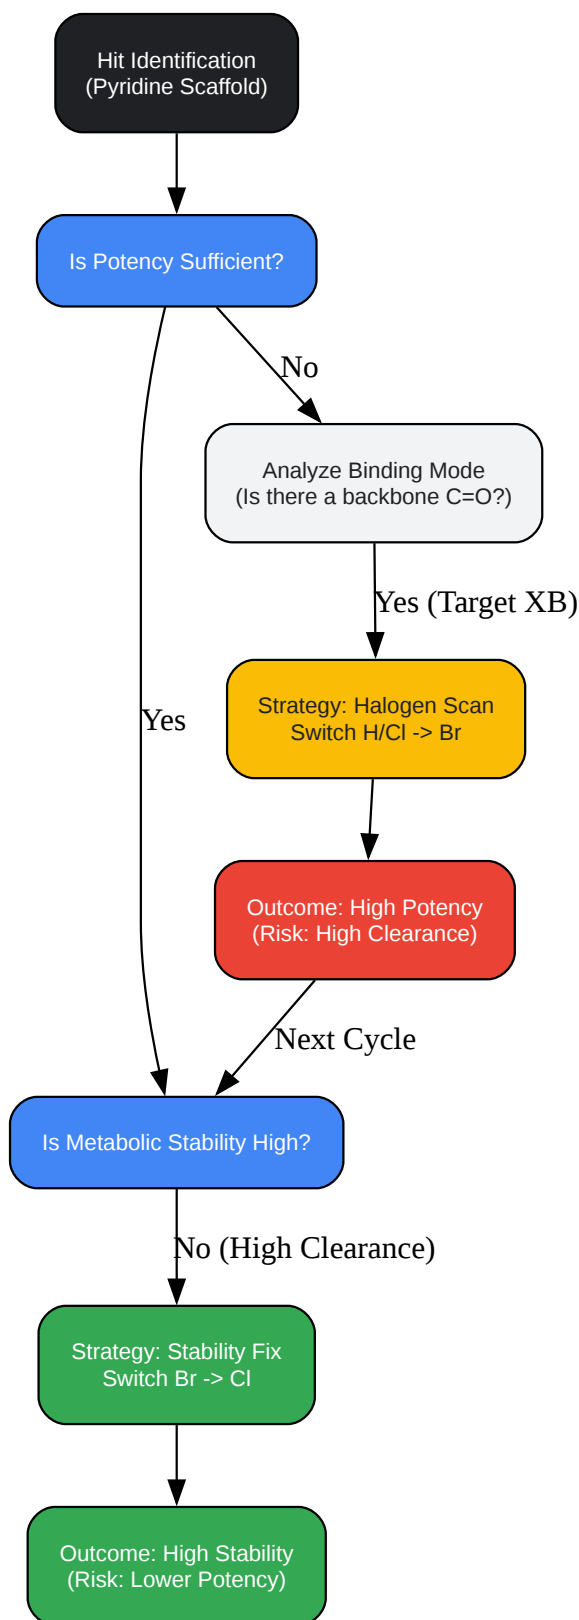 Hit Identification
(Pyridine Scaffold)
Is Potency Sufficient?
No
Analyze Binding Mode
(Is there a backbone C=O?)
Yes (Target XB)
Strategy: Halogen Scan
Switch H/Cl -> Br
Yes
Outcome: High Potency
(Risk: High Clearance)
Next Cycle
Is Metabolic Stability High?
No (High Clearance)
Strategy: Stability Fix
Switch Br -> Cl
Outcome: High Stability
(Risk: Lower Potency)